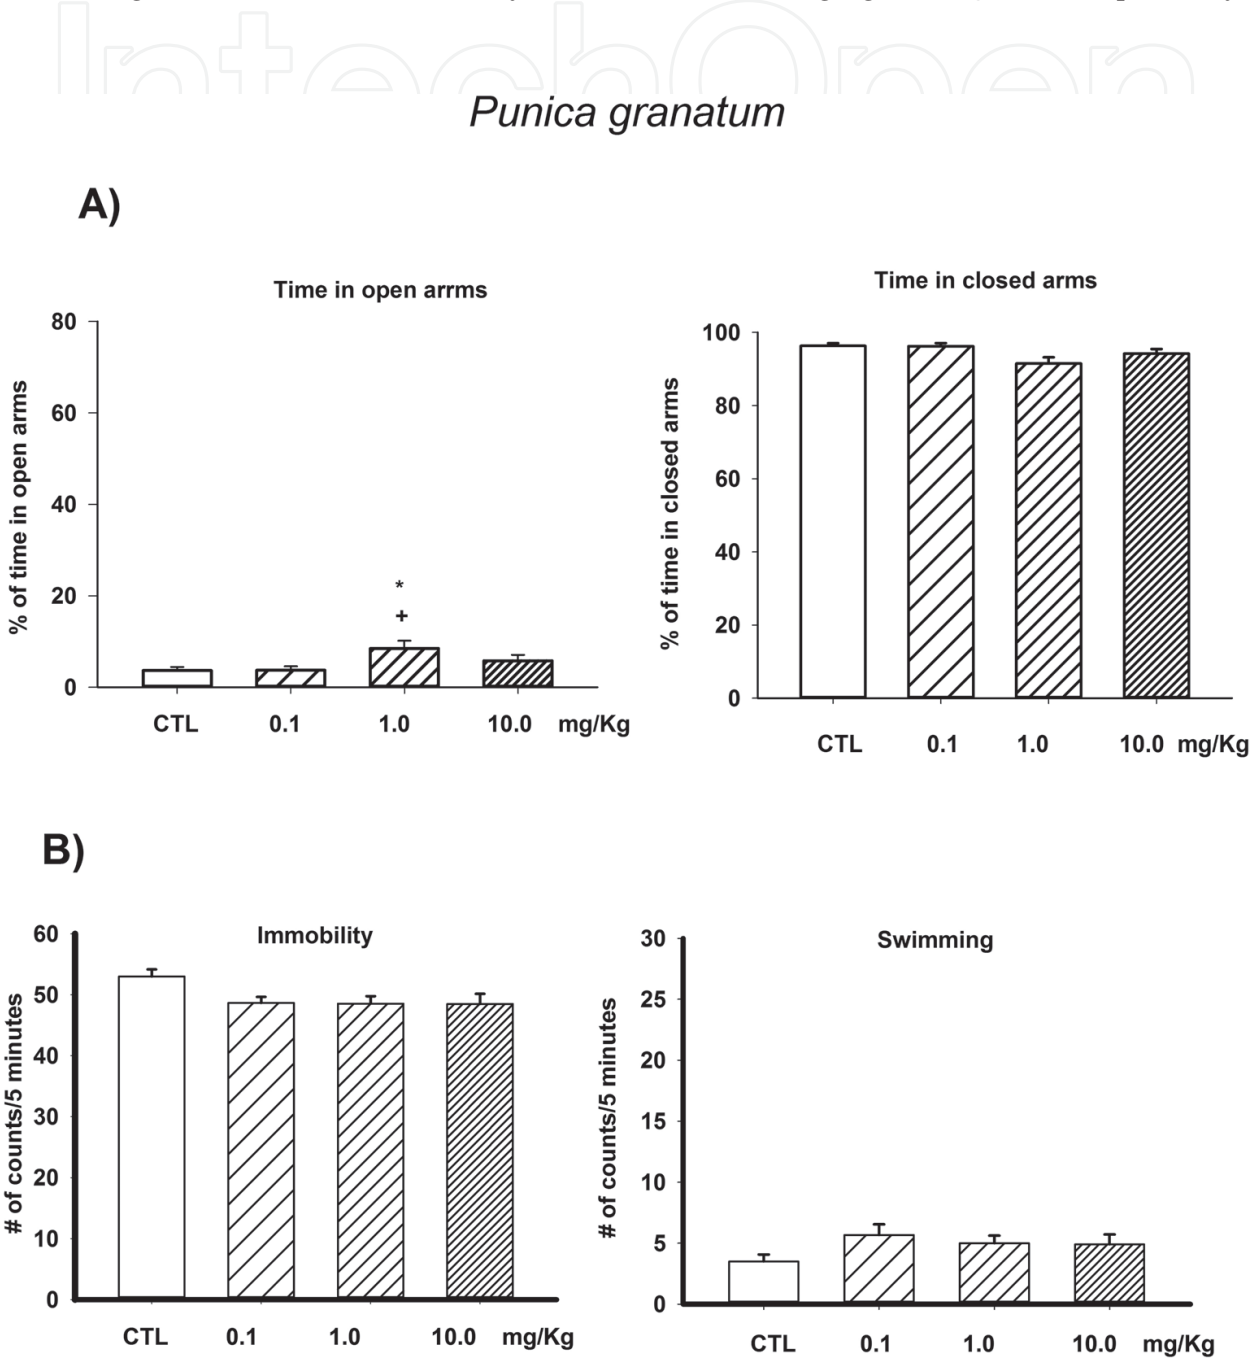 IntechOpen
Punica granatum
A)
Time in open arrms
% of time in open arms
80
60
40
20
0
*
+
CTL 0.1 1.0 10.0 mg/Kg
Time in closed arms
% of time in closed arms
100
80
60
40
20
0
CTL 0.1 1.0 10.0 mg/Kg
B)
Immobility
# of counts/5 minutes
60
50
40
30
20
10
0
CTL 0.1 1.0 10.0 mg/Kg
Swimming
# of counts/5 minutes
30
25
20
15
10
5
0
CTL 0.1 1.0 10.0 mg/Kg